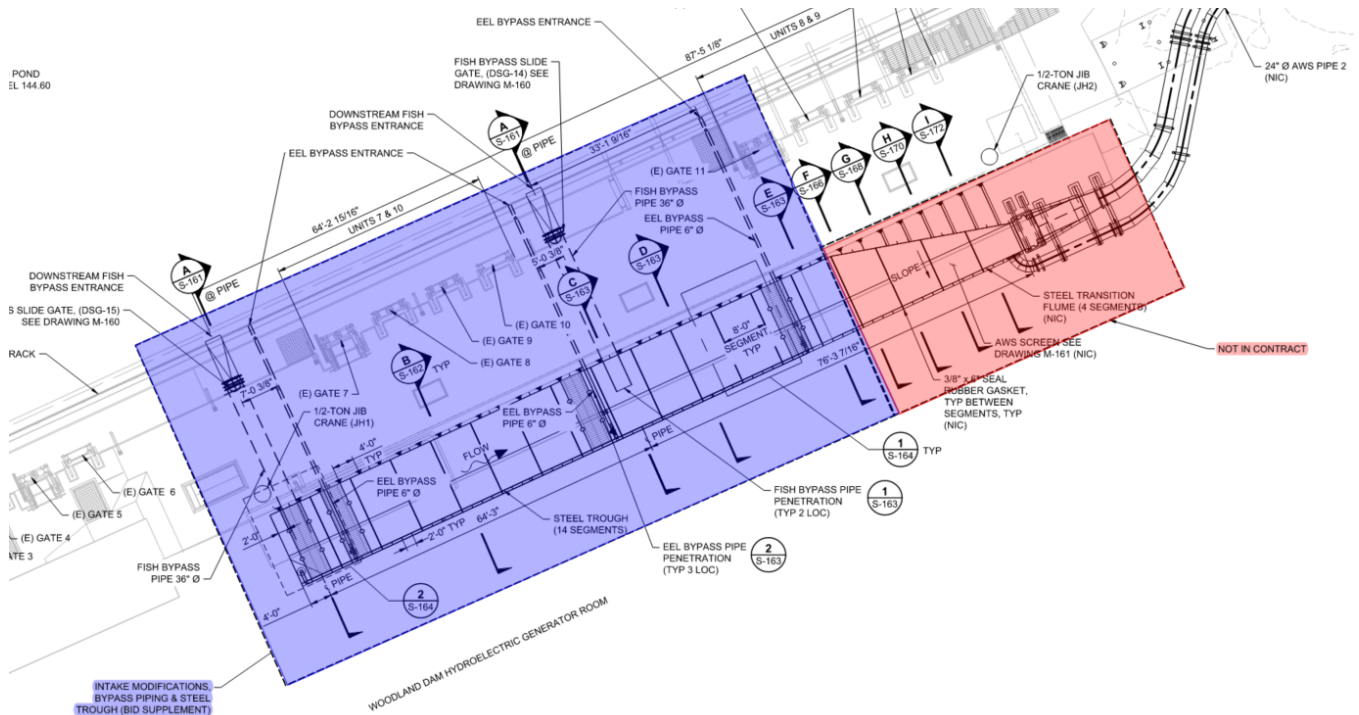 POND
EL 144.60
EEL BYPASS ENTRANCE
87'-5 1/8"
UNITS 8 & 9
FISH BYPASS SLIDE
GATE, (DSG-14) SEE
DRAWING M-160
24" Ø AWS PIPE 2
(NIC)
1/2-TON JIB
CRANE (JH2)
DOWNSTREAM FISH
BYPASS ENTRANCE
A
S-161
@ PIPE
33'-1 9/16"
EEL BYPASS ENTRANCE
I
S-172
H
S-170
G
S-168
F
S-166
E
S-163
(E) GATE 11
FISH BYPASS
PIPE 36" Ø
EEL BYPASS
PIPE 6" Ø
64'-2 15/16"
UNITS 7 & 10
A
S-161
@ PIPE
5'-0 3/8"
D
S-163
C
S-163
DOWNSTREAM FISH
BYPASS ENTRANCE
S SLIDE GATE, (DSG-15)
SEE DRAWING M-160
RACK
SLOPE
STEEL TRANSITION
FLUME (4 SEGMENTS)
(NIC)
(E) GATE 10
(E) GATE 9
(E) GATE 8
8'-0"
SEGMENT
TYP
AWS SCREEN SEE
DRAWING M-161 (NIC)
NOT IN CONTRACT
B
S-162
TYP
76'-3 7/16"
7'-0 3/8"
(E) GATE 7
1/2-TON JIB
CRANE (JH1)
3/8" x 6" SEAL
RUBBER GASKET,
TYP BETWEEN
SEGMENTS, TYP
(NIC)
EEL BYPASS
PIPE 6" Ø
PIPE
1
S-164
TYP
4'-0"
TYP
FLOW
(E) GATE 6
(E) GATE 5
(E) GATE 4
ATE 3
EEL BYPASS
PIPE 6" Ø
FISH BYPASS PIPE
PENETRATION
(TYP 2 LOC)
1
S-163
64'-3"
STEEL TROUGH
(14 SEGMENTS)
2'-0"
2'-0" TYP
EEL BYPASS PIPE
PENETRATION
(TYP 3 LOC)
2
S-163
FISH BYPASS
PIPE 36" Ø
PIPE
2
S-164
4'-0"
WOODLAND DAM HYDROELECTRIC GENERATOR ROOM
INTAKE MODIFICATIONS,
BYPASS PIPING & STEEL
TROUGH (BID SUPPLEMENT)